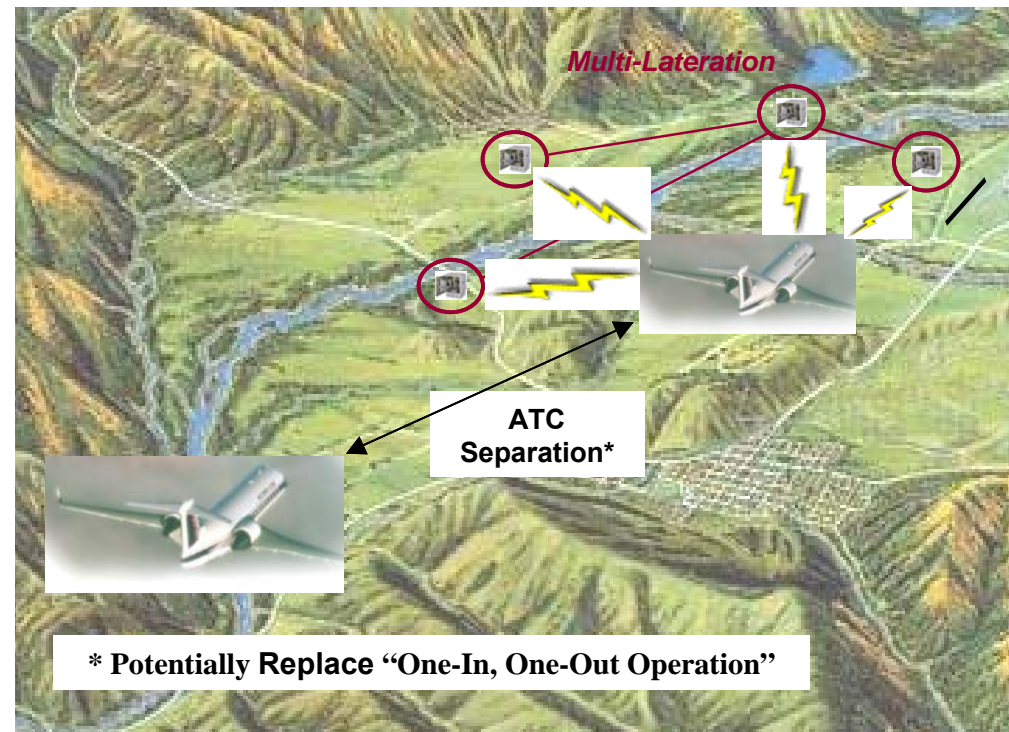 Multi-Lateration
ATC
Separation*
* Potentially Replace “One-In, One-Out Operation”